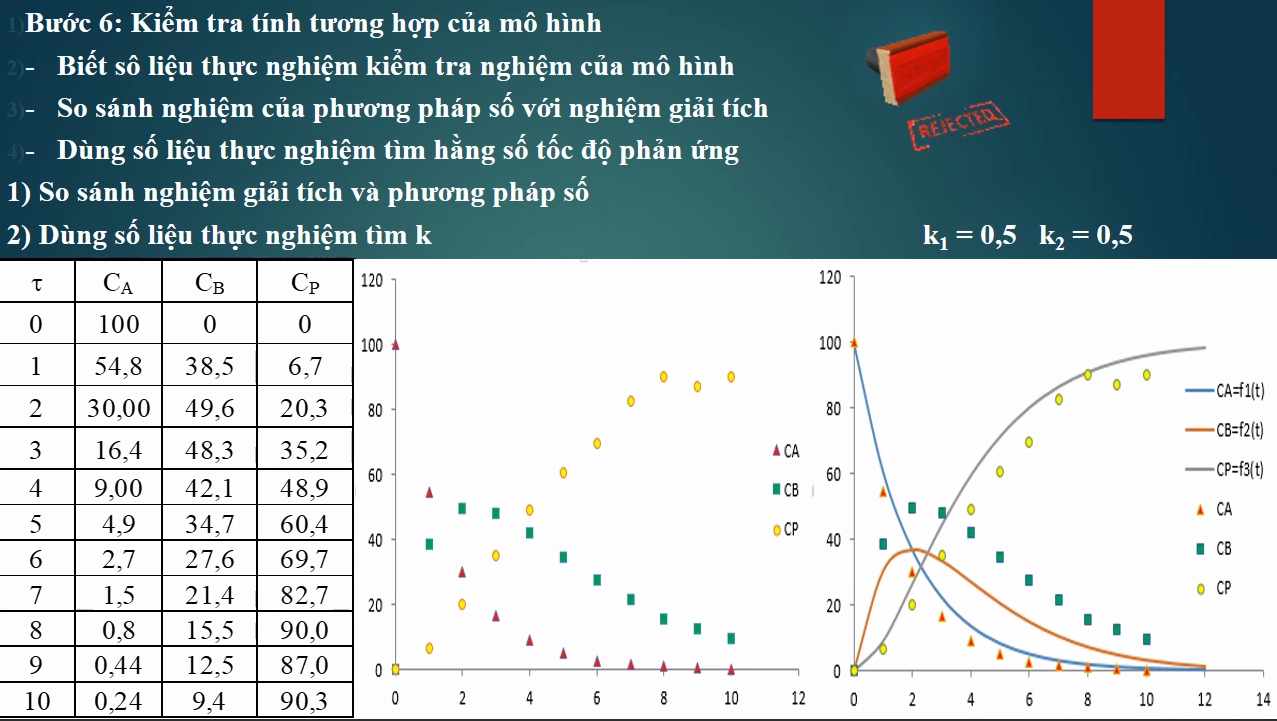 1) Bước 6: Kiểm tra tính tương hợp của mô hình
2) - Biết sô liệu thực nghiệm kiểm tra nghiệm của mô hình
3) - So sánh nghiệm của phương pháp số với nghiệm giải tích
4) - Dùng số liệu thực nghiệm tìm hằng số tốc độ phản ứng
REJECTED
1) So sánh nghiệm giải tích và phương pháp số
2) Dùng số liệu thực nghiệm tìm k
k₁ = 0,5 k₂ = 0,5
τ C_A C_B C_P
0 100 0 0
1 54,8 38,5 6,7
2 30,00 49,6 20,3
3 16,4 48,3 35,2
4 9,00 42,1 48,9
5 4,9 34,7 60,4
6 2,7 27,6 69,7
7 1,5 21,4 82,7
8 0,8 15,5 90,0
9 0,44 12,5 87,0
10 0,24 9,4 90,3
120
100
80
60
40
20
0
0 2 4 6 8 10 12
CA
CB
CP
120
100
80
60
40
20
0
0 2 4 6 8 10 12 14
CA=f1(t)
CB=f2(t)
CP=f3(t)
CA
CB
CP